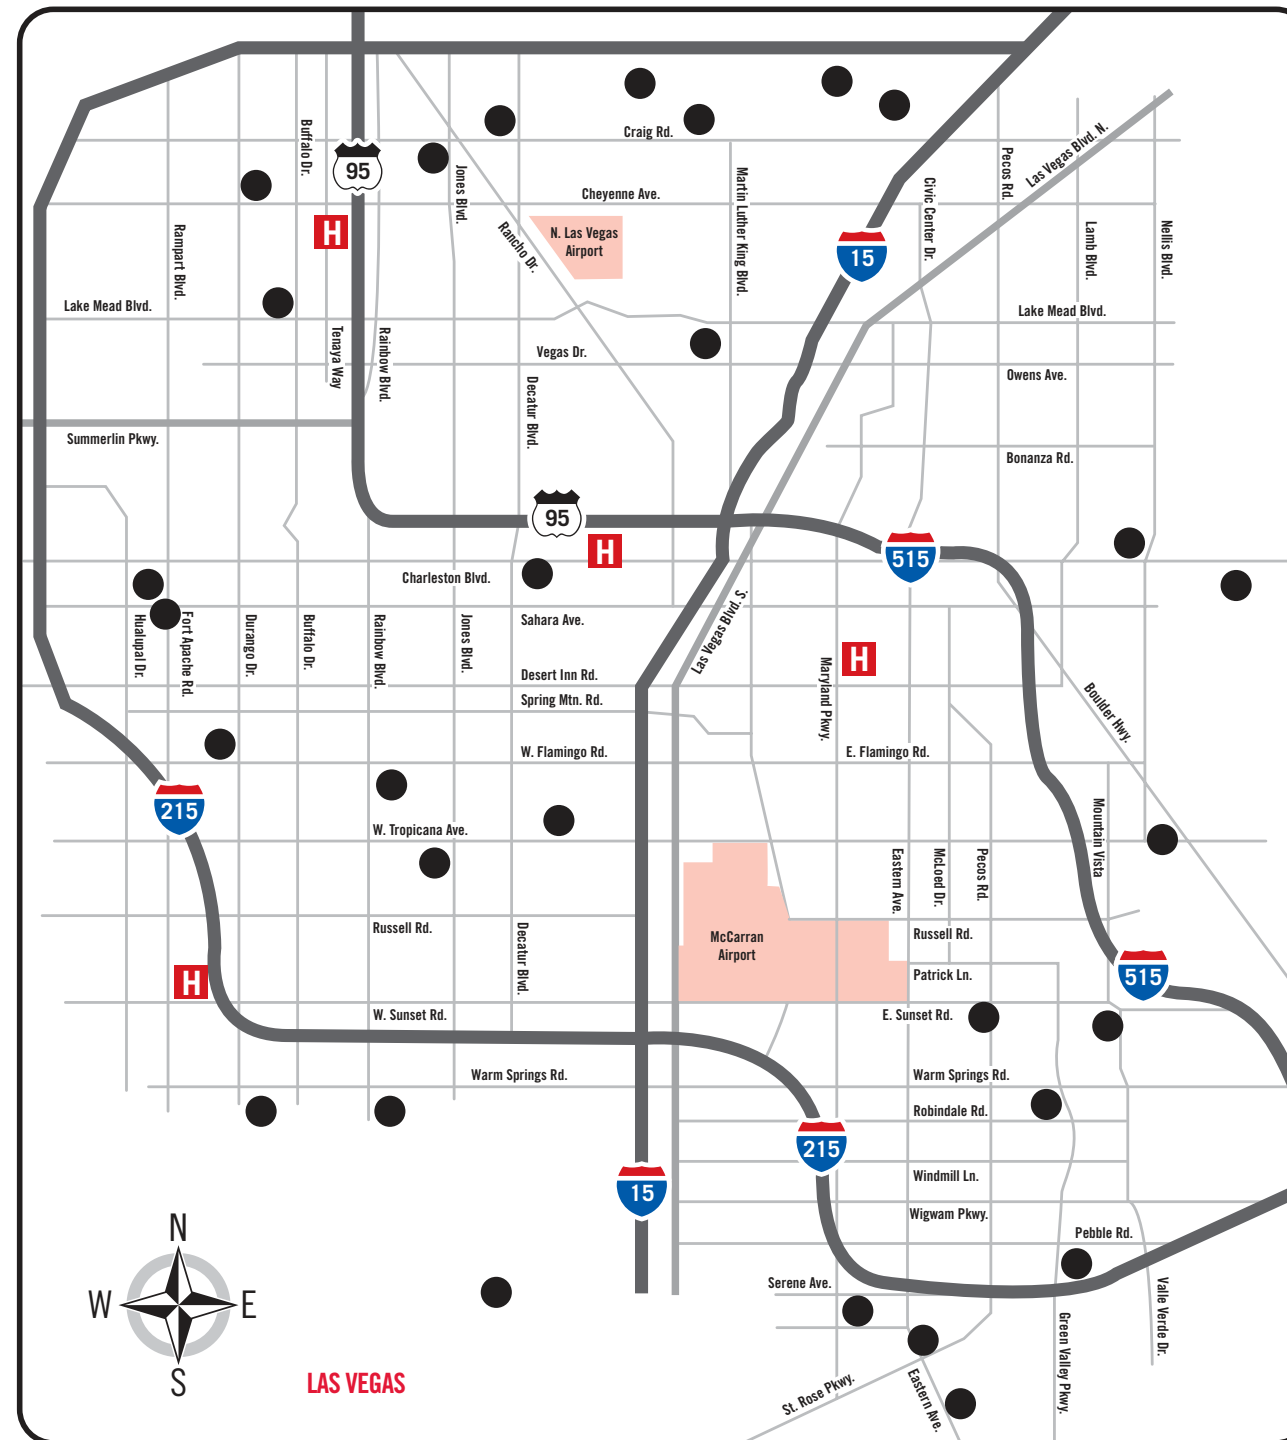 Craig Rd.
Buffalo Dr.
95
Las Vegas Blvd. N.
Pecos Rd.
Jones Blvd.
Martin Luther King Blvd.
Civic Center Dr.
Cheyenne Ave.
Rampart Blvd.
H
Rancho Dr.
N. Las Vegas
Airport
15
Lamb Blvd.
Nellis Blvd.
Lake Mead Blvd.
Lake Mead Blvd.
Tenaya Way
Rainbow Blvd.
Vegas Dr.
Owens Ave.
Decatur Blvd.
Summerlin Pkwy.
Bonanza Rd.
95
H
515
Charleston Blvd.
Las Vegas Blvd. S.
Hualupal Dr.
Fort Apache Rd.
Durango Dr.
Buffalo Dr.
Rainbow Blvd.
Jones Blvd.
Sahara Ave.
Maryland Pkwy.
H
Desert Inn Rd.
Spring Mtn. Rd.
Boulder Hwy.
W. Flamingo Rd.
E. Flamingo Rd.
215
Mountain Vista
W. Tropicana Ave.
Eastern Ave.
McLoed Dr.
Pecos Rd.
Russell Rd.
Decatur Blvd.
McCarran
Airport
Russell Rd.
Patrick Ln.
H
515
W. Sunset Rd.
E. Sunset Rd.
Warm Springs Rd.
Warm Springs Rd.
Robindale Rd.
215
Windmill Ln.
15
Wigwam Pkwy.
Pebble Rd.
N
W
E
S
Serene Ave.
Valle Verde Dr.
Green Valley Pkwy.
LAS VEGAS
St. Rose Pkwy.
Eastern Ave.